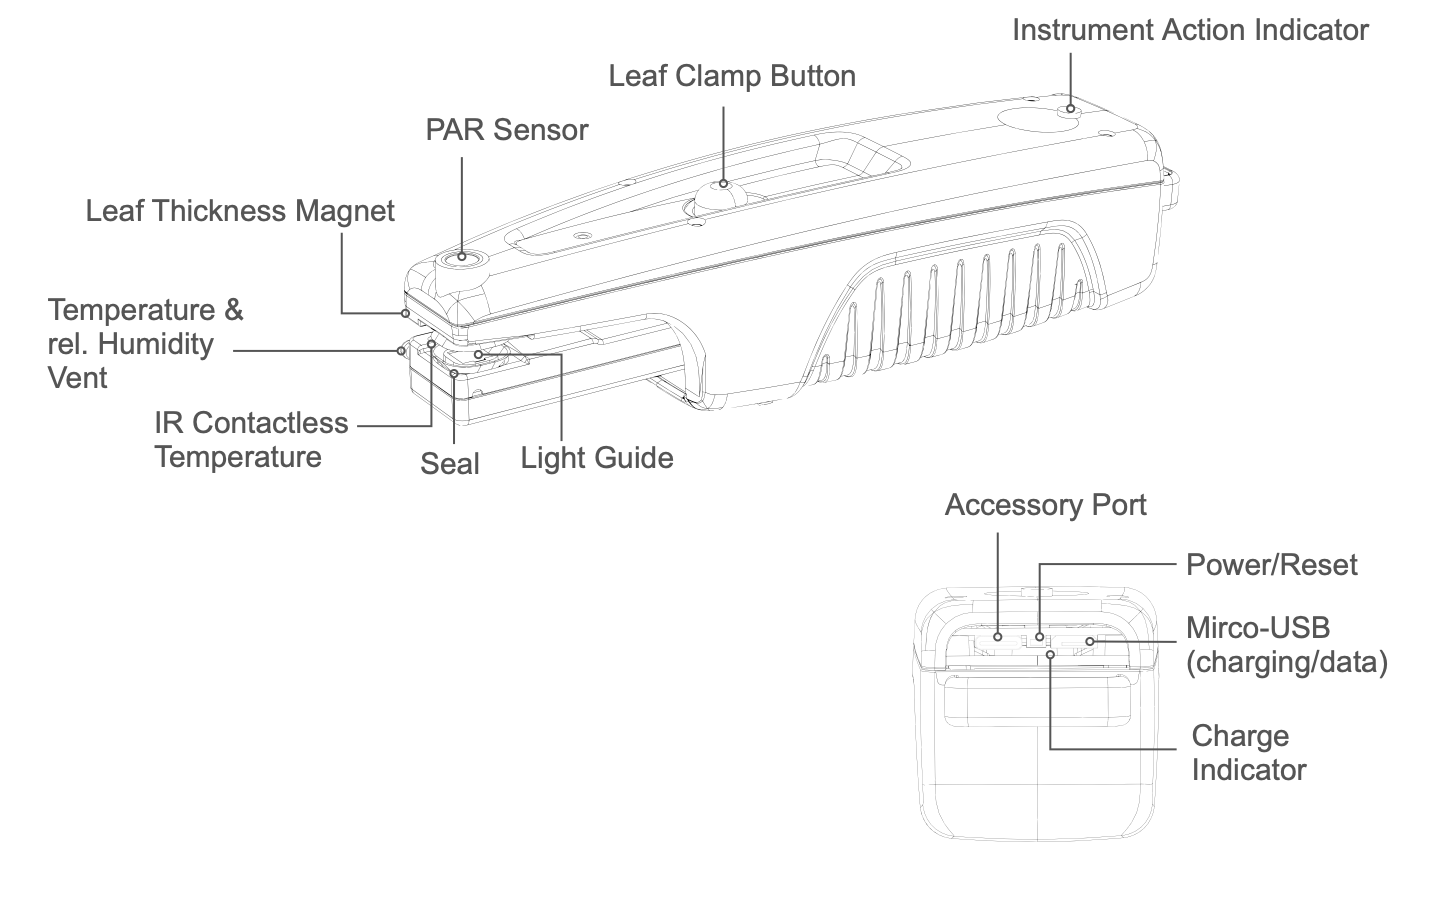 Instrument Action Indicator
Leaf Clamp Button
PAR Sensor
Leaf Thickness Magnet
Temperature &
rel. Humidity
Vent
IR Contactless
Temperature
Seal
Light Guide
Accessory Port
Power/Reset
Mirco-USB
(charging/data)
Charge
Indicator